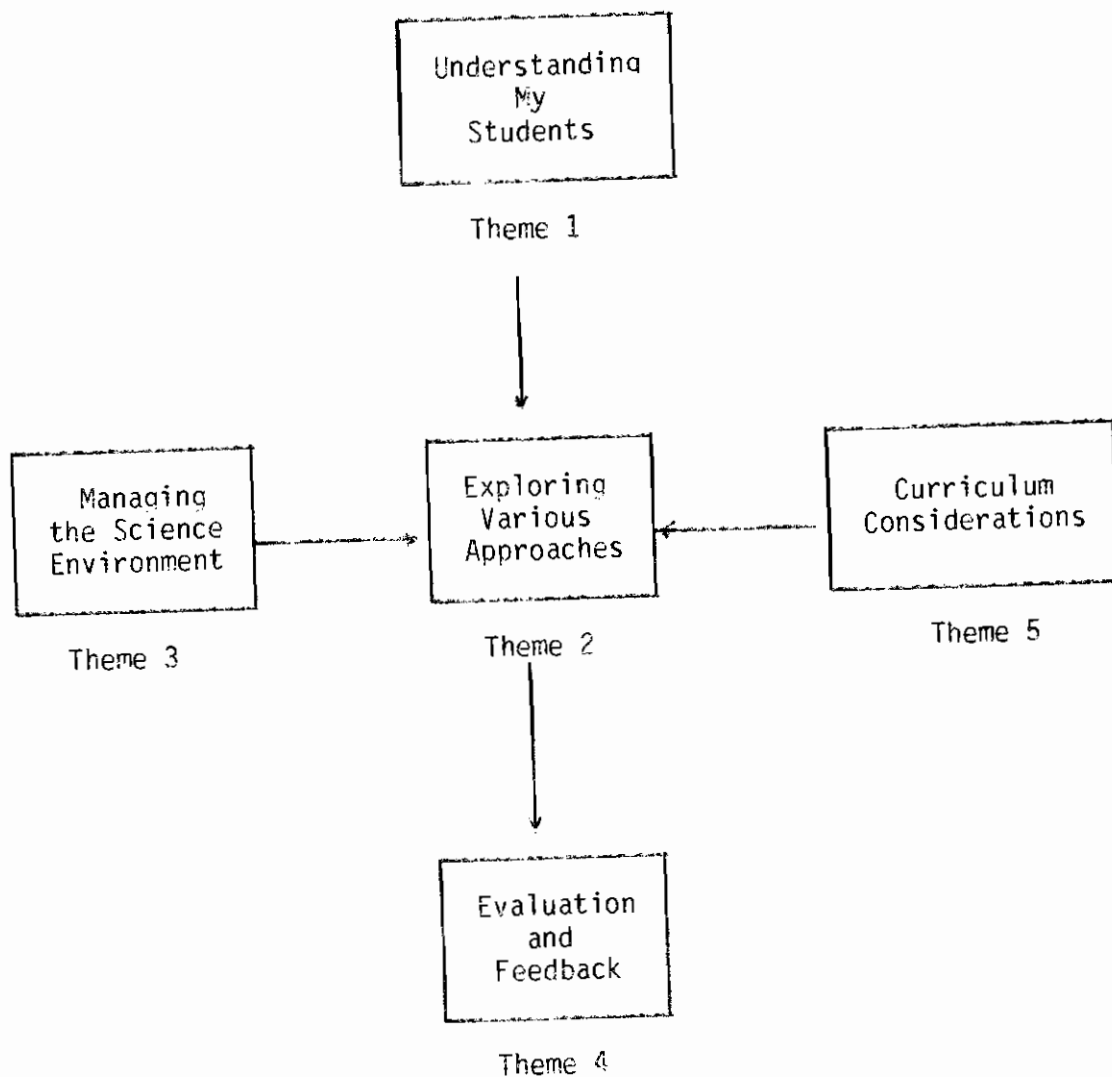 Understanding
My
Students
Theme 1
Managing
the Science
Environment
Theme 3
Exploring
Various
Approaches
Theme 2
Curriculum
Considerations
Theme 5
Evaluation
and
Feedback
Theme 4